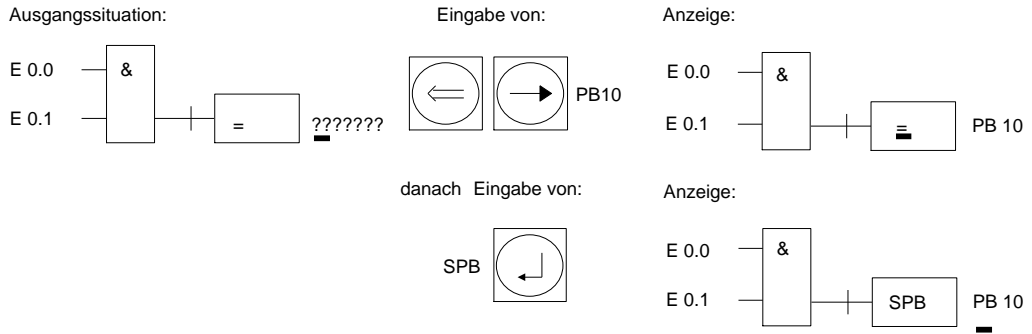 Ausgangssituation:
Eingabe von:
Anzeige:
E 0.0
&
E 0.1
=
???????
PB10
E 0.0
&
E 0.1
=
PB 10
danach Eingabe von:
Anzeige:
SPB
E 0.0
&
E 0.1
SPB
PB 10